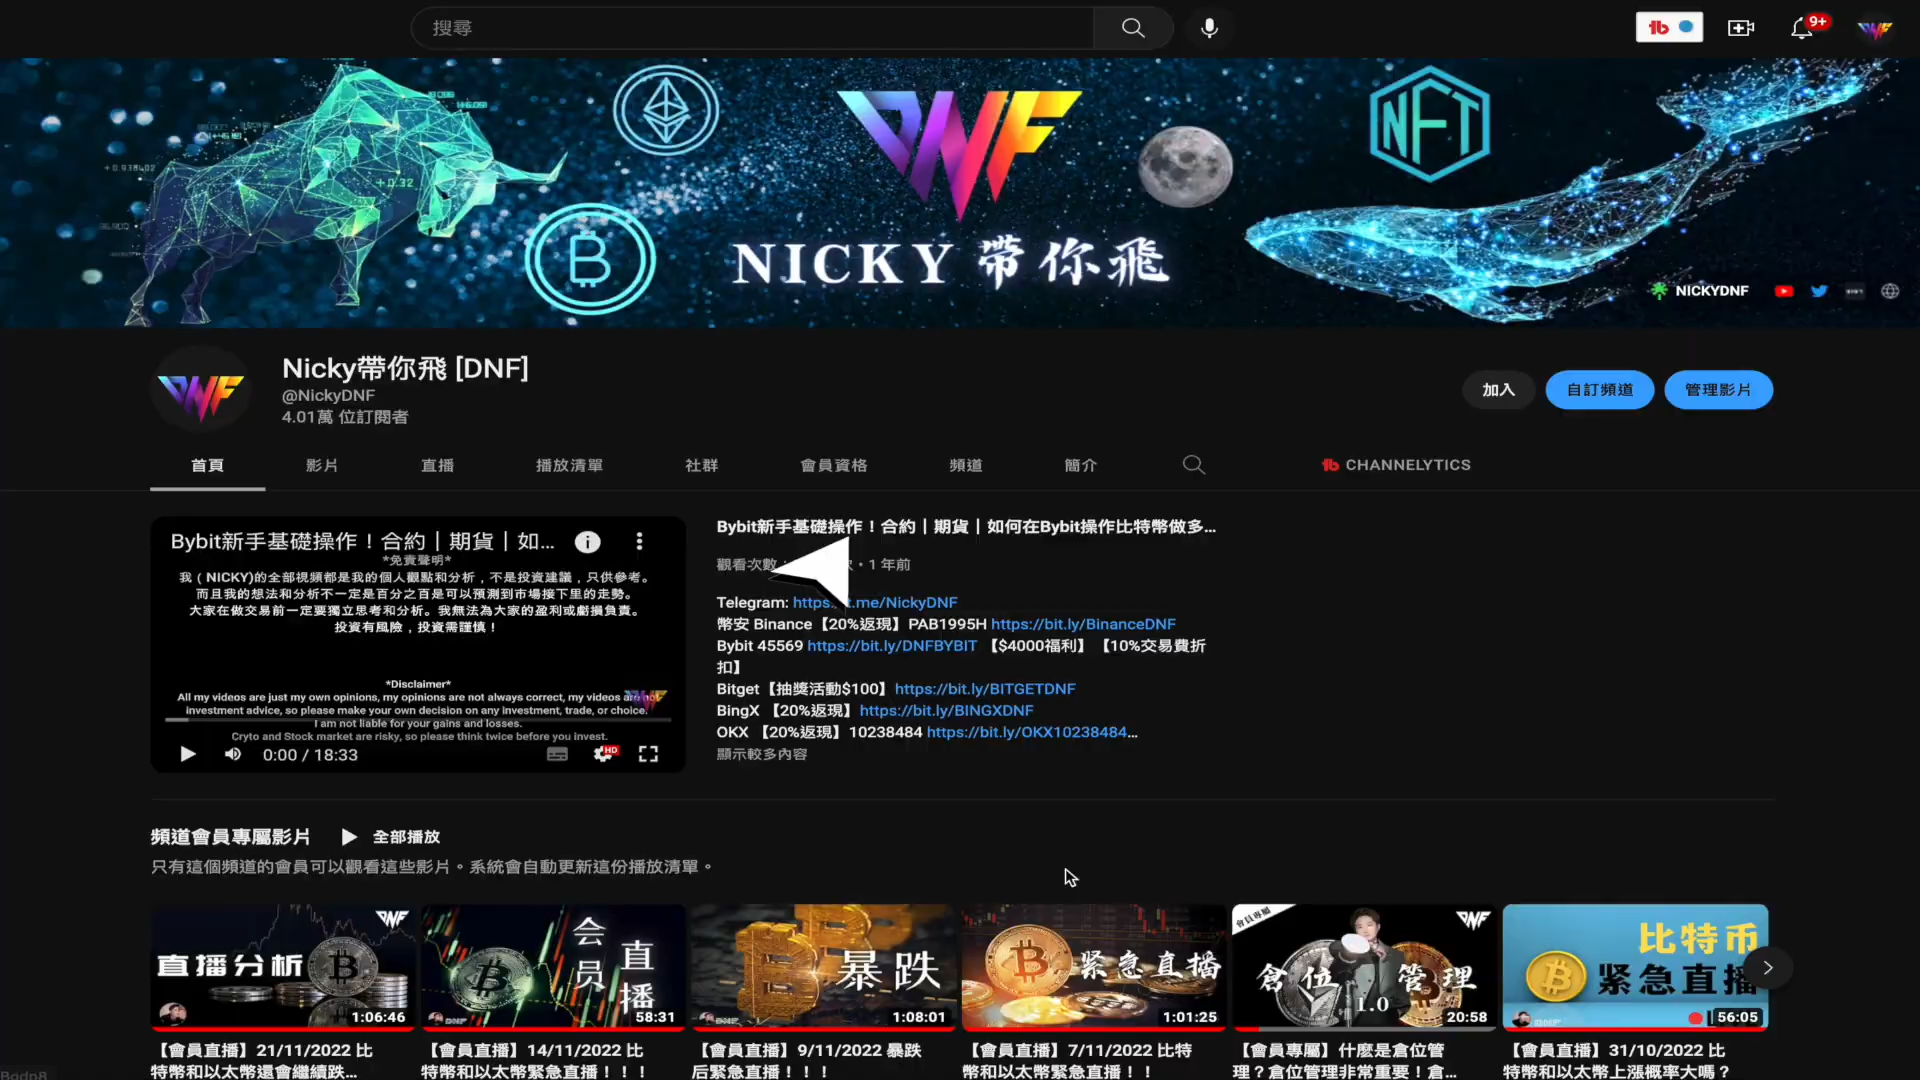 搜尋
9+
+0.32
DNF
NFT
NICKY 帶你飛
NICKYDNF
Nicky帶你飛 [DNF]
@NickyDNF
4.01萬 位訂閱者
加入
自訂頻道
管理影片
首頁
影片
直播
播放清單
社群
會員資格
頻道
簡介
CHANNELYTICS
Bybit新手基礎操作！合約｜期貨｜如...
*免責聲明*
我 ( NICKY)的全部視頻都是我的個人觀點和分析，不是投資建議，只供參考。
而且我的想法和分析不一定是百分之百是可以預測到市場接下里的走勢。
大家在做交易前一定要獨立思考和分析。我無法為大家的盈利或虧損負責。
投資有風險，投資需謹慎！
*Disclaimer*
All my videos are just my own opinions, my opinions are not always correct, my videos are not
investment advice, so please make your own decision on any investment, trade, or choice.
I am not liable for your gains and losses.
Cryto and Stock market are risky, so please think twice before you invest.
0:00 / 18:33
HD
Bybit新手基礎操作！合約｜期貨｜如何在Bybit操作比特幣做多...
觀看次數 次・1 年前
Telegram: https t.me/NickyDNF
幣安 Binance【20%返現】PAB1995H https://bit.ly/BinanceDNF
Bybit 45569 https://bit.ly/DNFBYBIT 【$4000福利】【10%交易費折
扣】
Bitget【抽獎活動$100】https://bit.ly/BITGETDNF
BingX 【20%返現】https://bit.ly/BINGXDNF
OKX 【20%返現】10238484 https://bit.ly/OKX10238484...
顯示較多內容
頻道會員專屬影片
全部播放
只有這個頻道的會員可以觀看這些影片。系統會自動更新這份播放清單。
DNF
直播分析
1:06:46
会员
直播
58:31
暴跌
1:08:01
紧急直播
1:01:25
會員專屬
DNF
倉位管理
1.0
20:58
比特币
紧急直播
56:05
【會員直播】21/11/2022 比
特幣和以太幣還會繼續跌...
【會員直播】14/11/2022 比
特幣和以太幣緊急直播！！！
【會員直播】9/11/2022 暴跌
后緊急直播！！！
【會員直播】7/11/2022 比特
幣和以太幣緊急直播！！
【會員專屬】什麽是倉位管
理？倉位管理非常重要！倉...
【會員直播】31/10/2022 比
特幣和以太幣上漲概率大嗎？